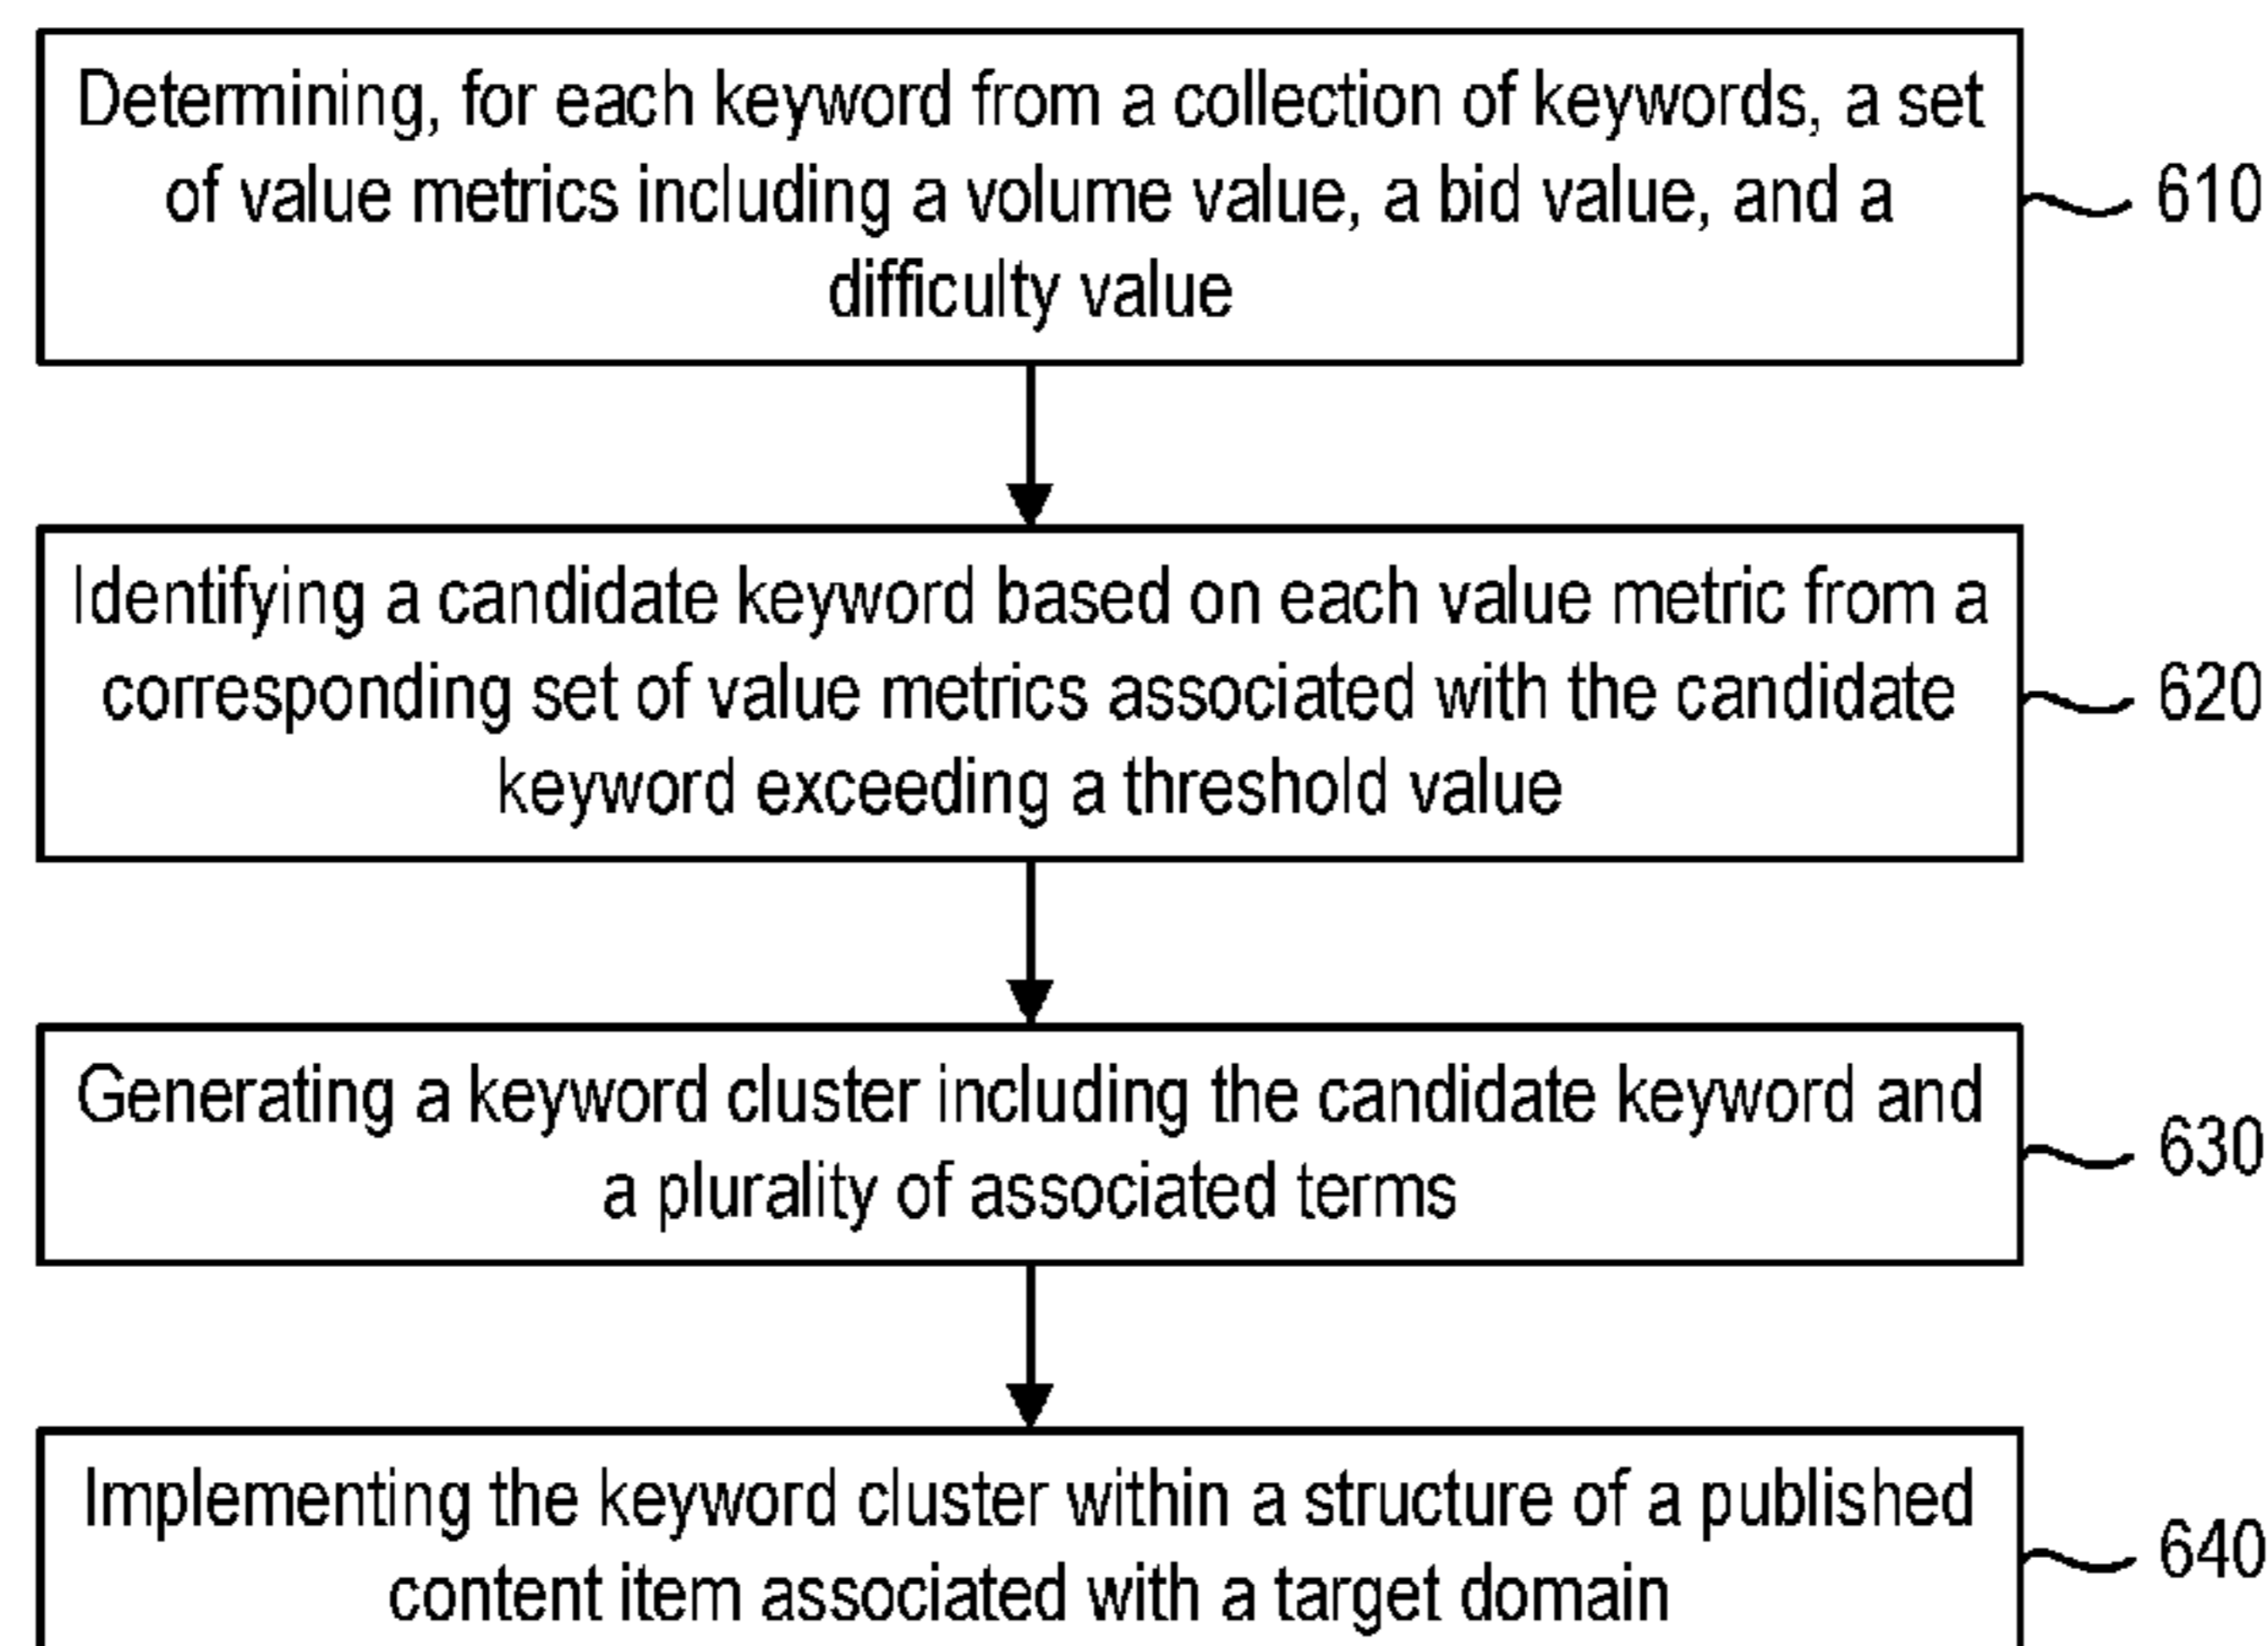 Determining, for each keyword from a collection of keywords, a set
of value metrics including a volume value, a bid value, and a
difficulty value
610
Identifying a candidate keyword based on each value metric from a
corresponding set of value metrics associated with the candidate
keyword exceeding a threshold value
620
Generating a keyword cluster including the candidate keyword and
a plurality of associated terms
630
Implementing the keyword cluster within a structure of a published
content item associated with a target domain
640